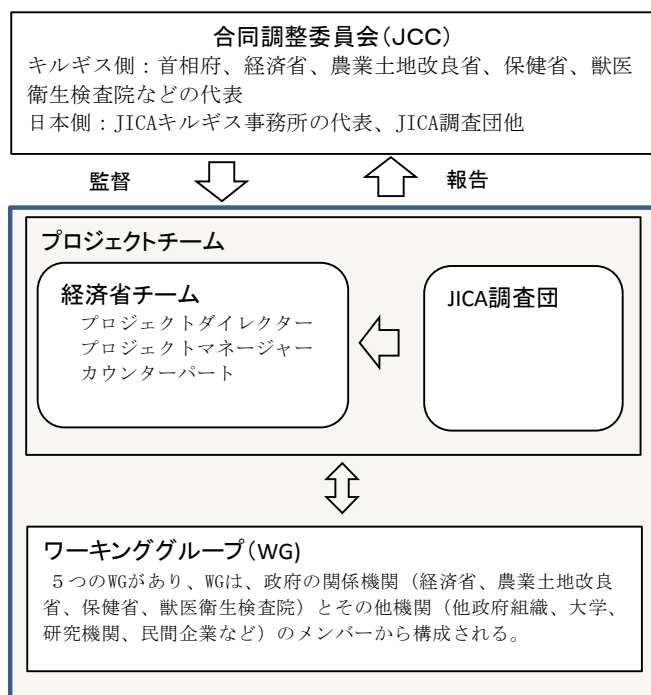 合同調整委員会（JCC）
キルギス側：首相府、経済省、農業土地改良省、保健省、獣医
衛生検査院などの代表
日本側：JICAキルギス事務所の代表、JICA調査団他
監督
報告
プロジェクトチーム
経済省チーム
プロジェクトダイレクター
プロジェクトマネージャー
カウンターパート
JICA調査団
ワーキンググループ（WG)
５つのWGがあり、WGは、政府の関係機関（経済省、農業土地改良
省、保健省、獣医衛生検査院）とその他機関（他政府組織、大学、
研究機関、民間企業など）のメンバーから構成される。